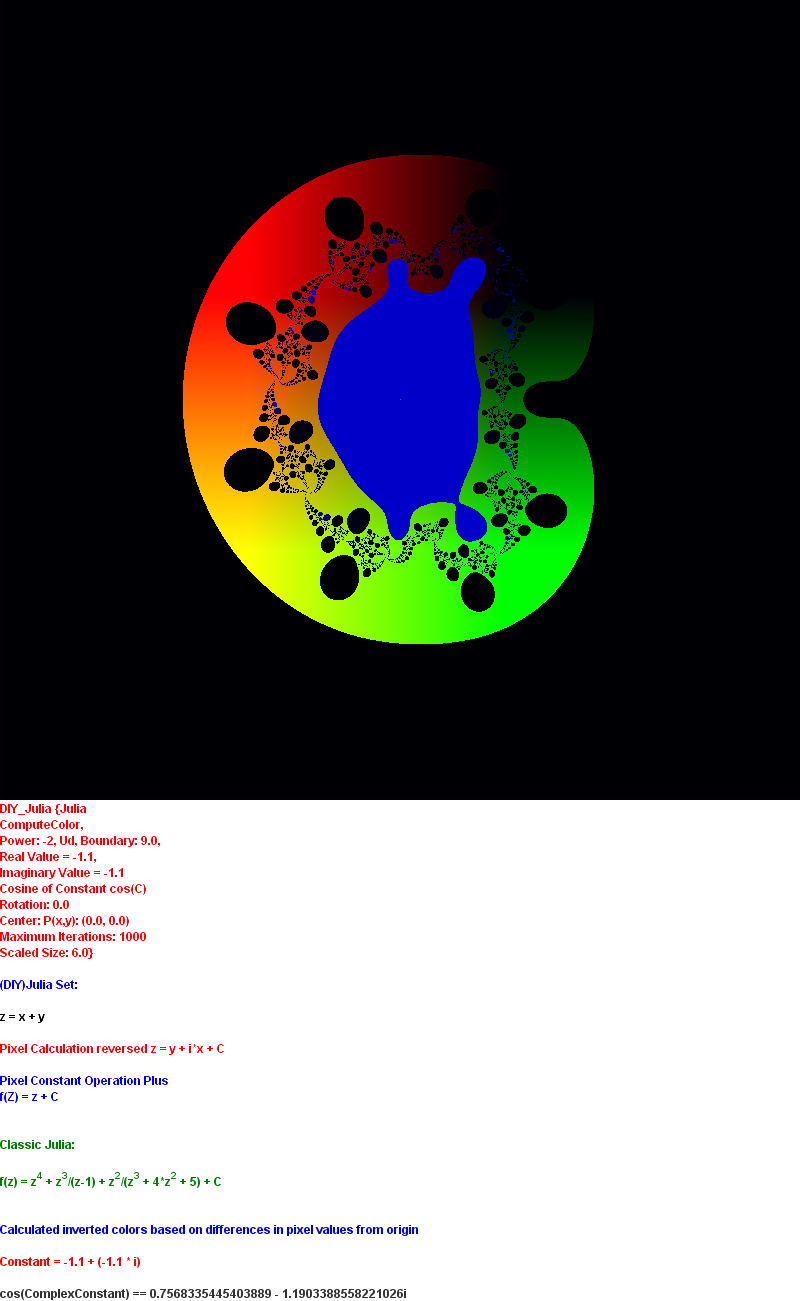 DIY_Julia {Julia
ComputeColor,
Power: -2, Ud, Boundary: 9.0,
Real Value = -1.1,
Imaginary Value = -1.1
Cosine of Constant cos(C)
Rotation: 0.0
Center: P(x,y): (0.0, 0.0)
Maximum Iterations: 1000
Scaled Size: 6.0}
(DIY)Julia Set:
z = x + y
Pixel Calculation reversed z = y + i*x + C
Pixel Constant Operation Plus
f(Z) = z + C
Classic Julia:
f(z) = z^4 + z^3/(z-1) + z^2/(z^3 + 4*z^2 + 5) + C
Calculated inverted colors based on differences in pixel values from origin
Constant = -1.1 + (-1.1 * i)
cos(ComplexConstant) == 0.7568335445403889 - 1.1903388558221026i